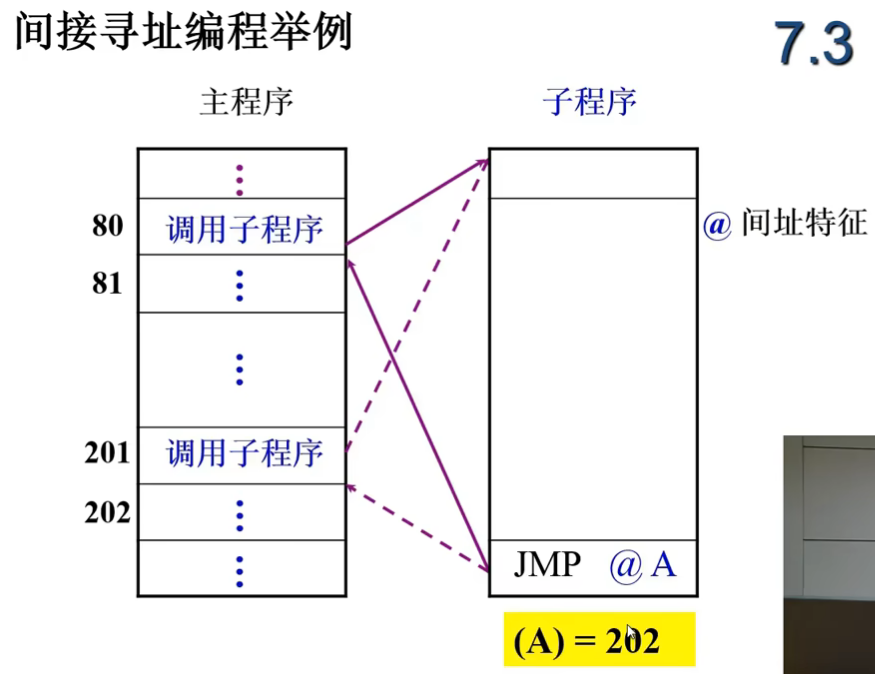 间接寻址编程举例
7.3
主程序
子程序
80
调用子程序
@ 间址特征
81
201
调用子程序
202
JMP @ A
(A) = 202